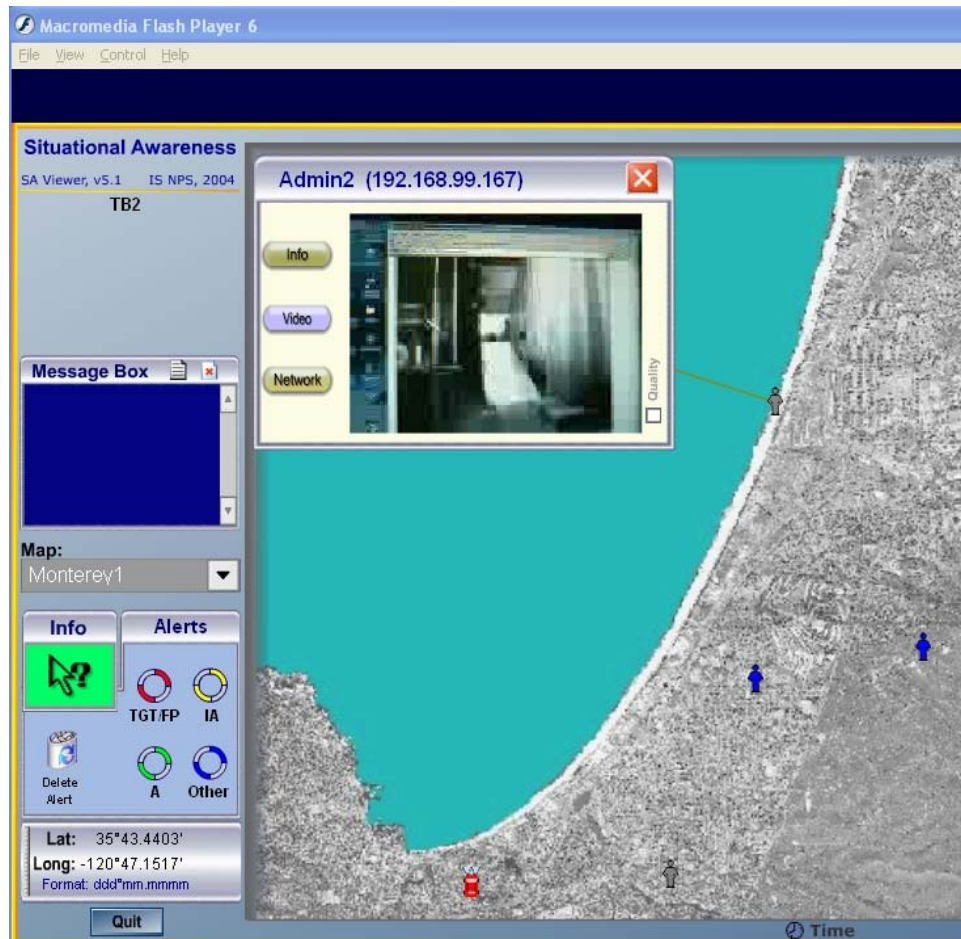 Macromedia Flash Player 6
File View Control Help
Situational Awareness
SA Viewer, v5.1 IS NPS, 2004
TB2
Admin2 (192.168.99.167)
Info
Video
Network
Quality
Message Box
Map:
Monterey1
Info Alerts
TGT/FP IA
Delete
Alert
A Other
Lat: 35°43.4403'
Long: -120°47.1517'
Format: ddd°mm.mmmm
Quit
Time